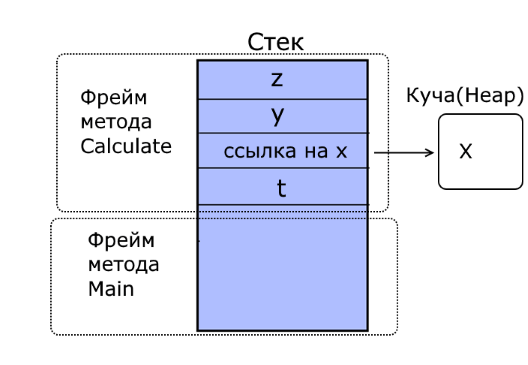 Стек
z
y
ссылка на x
t
Фрейм
метода
Calculate
Куча(Heap)
X
Фрейм
метода
Main